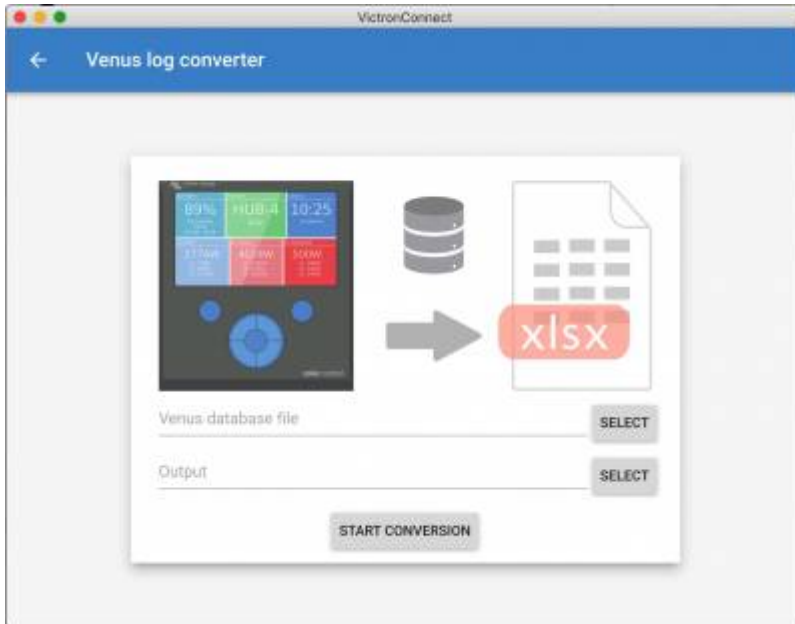 VictronConnect
Venus log converter
89%
HUB-4
10:25
xlsx
Venus database file
SELECT
Output
SELECT
START CONVERSION